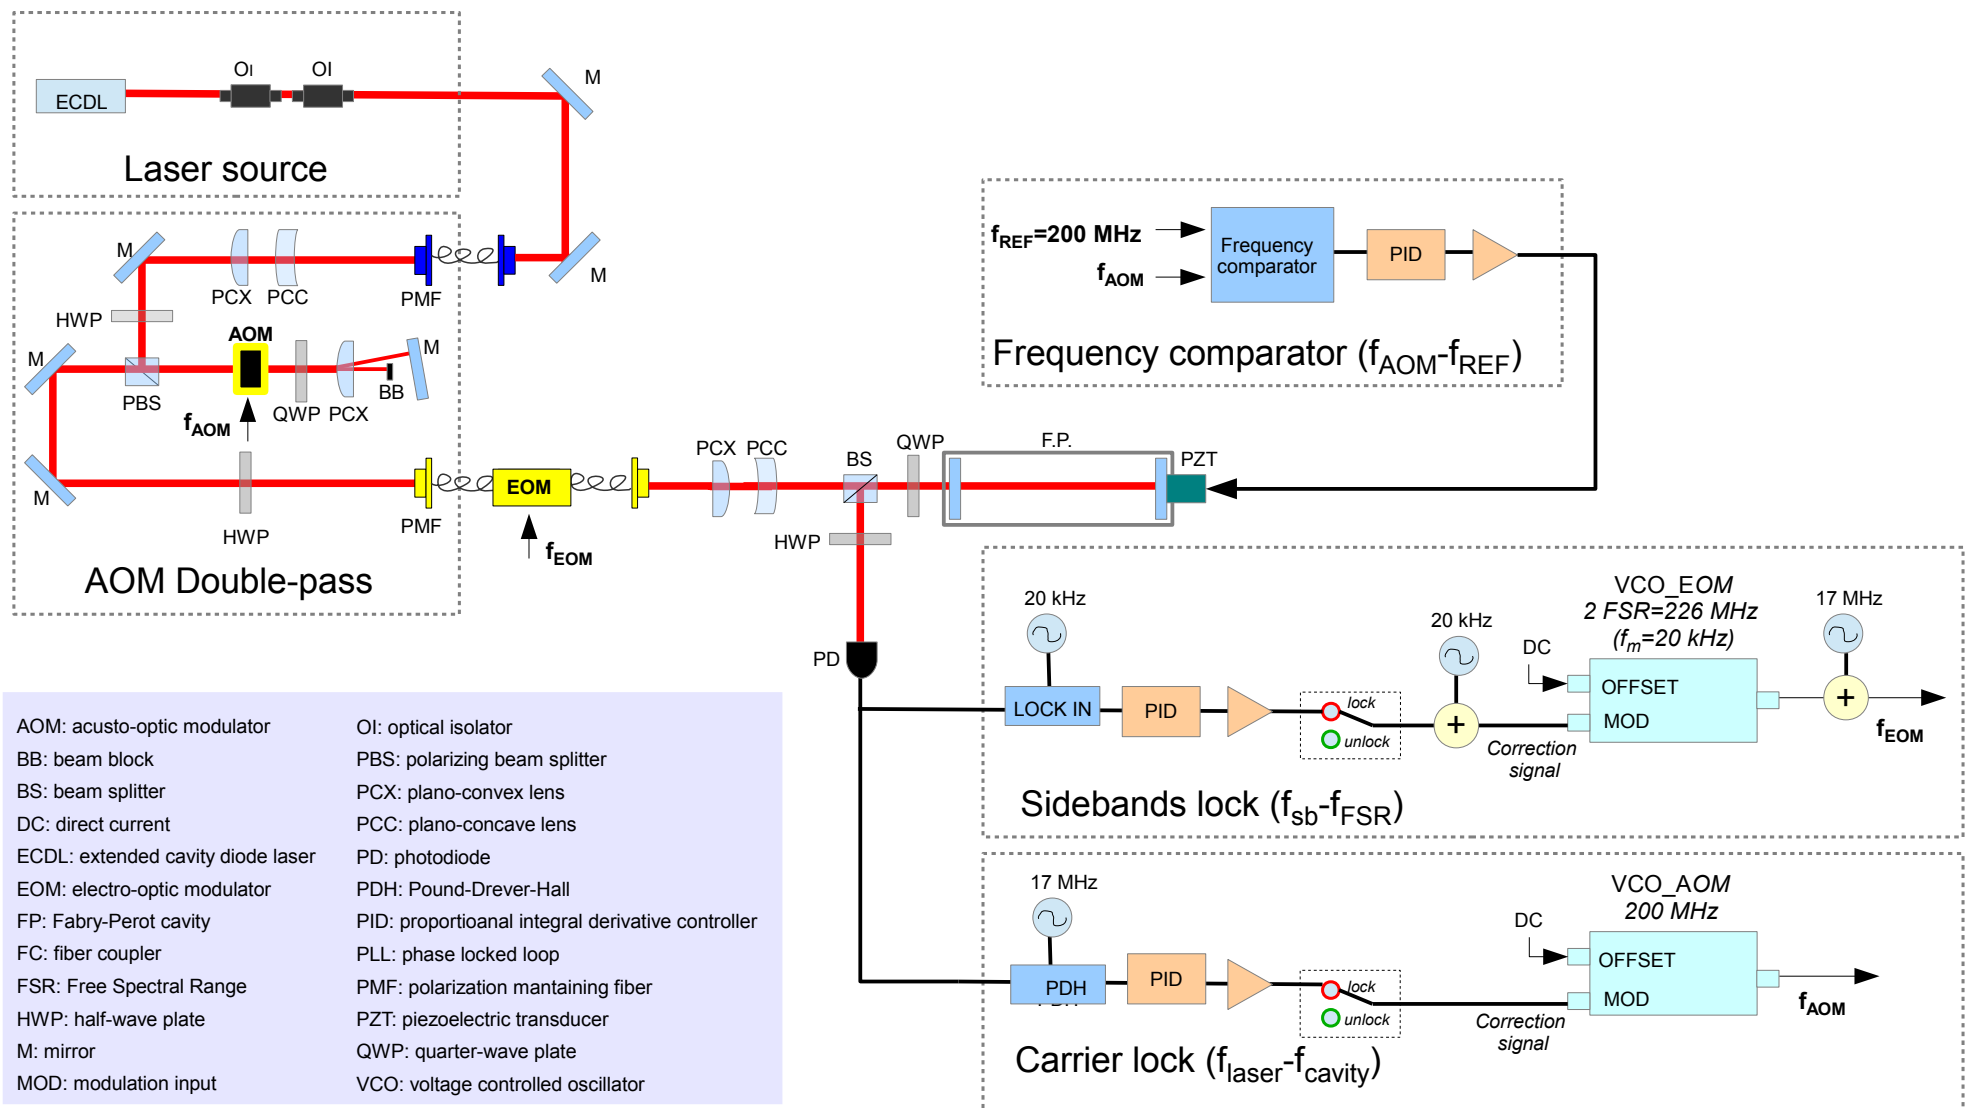 ECDL
OI
OI
M
Laser source
M
M
PCX
PCC
PMF
M
HWP
AOM
M
M
PBS
fAOM
QWP
PCX
BB
M
HWP
PMF
AOM Double-pass
EOM
fEOM
PCX
PCC
BS
QWP
F.P.
PZT
HWP
PD
fREF=200 MHz
fAOM
Frequency
comparator
PID
Frequency comparator (fAOM-fREF)
20 kHz
LOCK IN
PID
lock
unlock
20 kHz
+
Correction
signal
DC
VCO_EOM
2 FSR=226 MHz
(fm=20 kHz)
OFFSET
MOD
17 MHz
+
fEOM
Sidebands lock (fsb-fFSR)
17 MHz
PDH
PDH
PID
lock
unlock
Correction
signal
DC
VCO_AOM
200 MHz
OFFSET
MOD
fAOM
Carrier lock (flaser-fcavity)
AOM: acusto-optic modulator
BB: beam block
BS: beam splitter
DC: direct current
ECDL: extended cavity diode laser
EOM: electro-optic modulator
FP: Fabry-Perot cavity
FC: fiber coupler
FSR: Free Spectral Range
HWP: half-wave plate
M: mirror
MOD: modulation input
OI: optical isolator
PBS: polarizing beam splitter
PCX: plano-convex lens
PCC: plano-concave lens
PD: photodiode
PDH: Pound-Drever-Hall
PID: proportioanal integral derivative controller
PLL: phase locked loop
PMF: polarization mantaining fiber
PZT: piezoelectric transducer
QWP: quarter-wave plate
VCO: voltage controlled oscillator